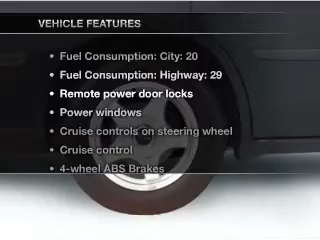 VEHICLE FEATURES
• Fuel Consumption: City: 20
• Fuel Consumption: Highway: 29
• Remote power door locks
• Power windows
• Cruise controls on steering wheel
• Cruise control
• 4-wheel ABS Brakes